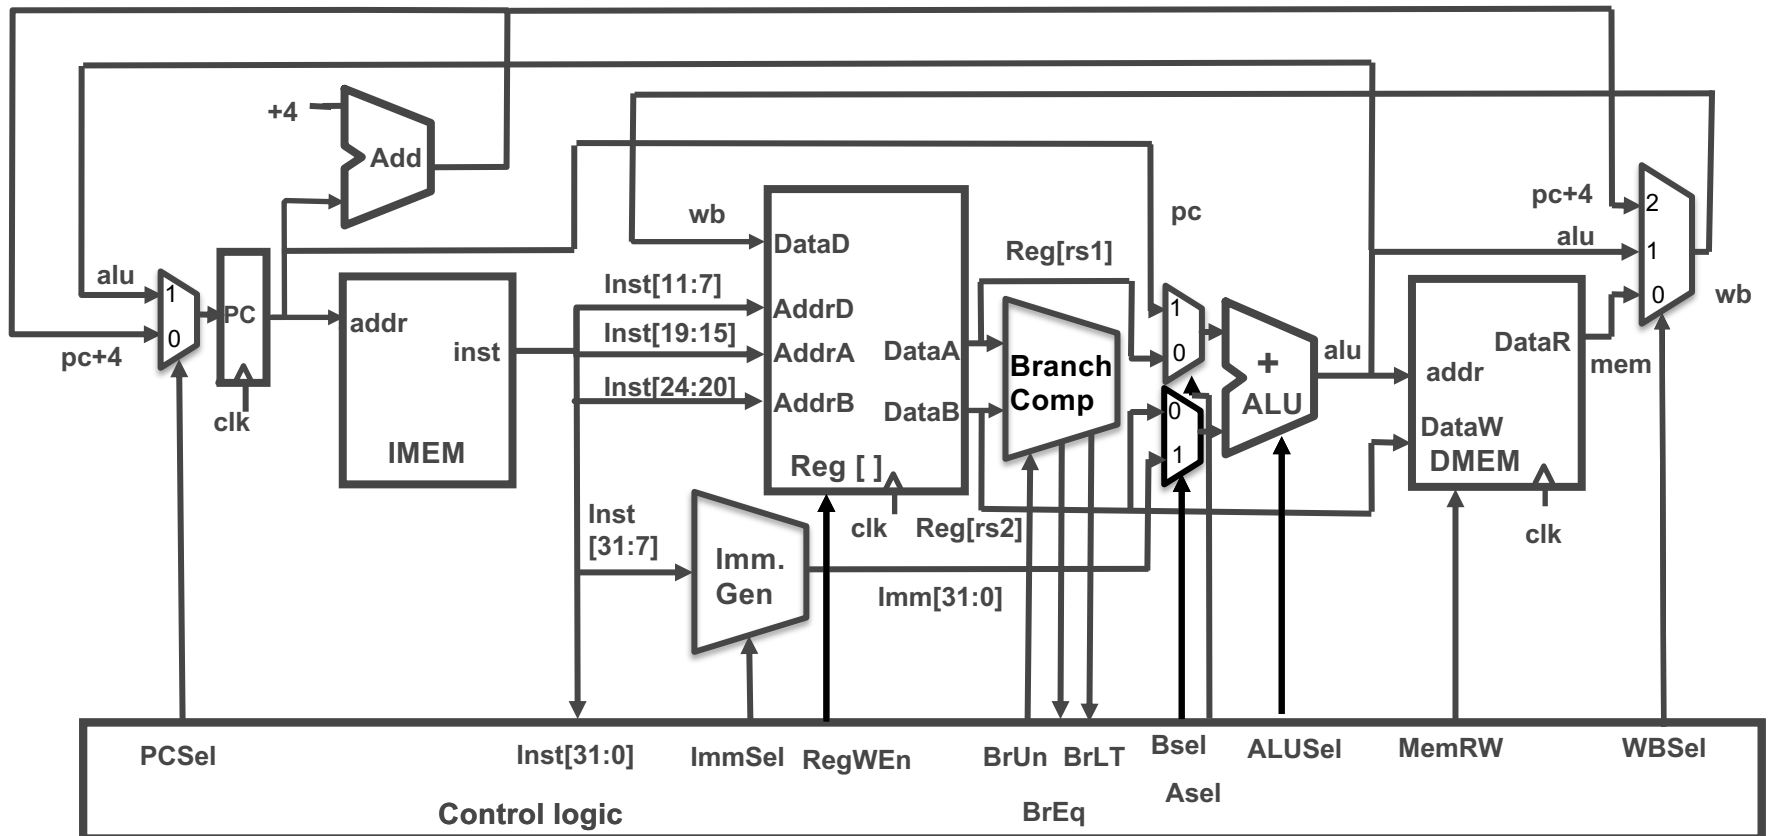 +4
Add
pc+4
2
wb
pc
alu
DataD
Reg[rs1]
1
alu
1
Inst[11:7]
AddrD
1
0
wb
PC
addr
0
Inst[19:15]
AddrA
DataA
0
alu
DataR
pc+4
inst
Branch
Comp
+
ALU
addr
mem
Inst[24:20]
AddrB
DataB
0
clk
DataW
IMEM
Reg [ ]
1
DMEM
Inst
[31:7]
clk
Reg[rs2]
clk
Imm.
Gen
Imm[31:0]
PCSel
Inst[31:0]
ImmSel
RegWEn
BrUn
BrLT
Bsel
ALUSel
MemRW
WBSel
Asel
Control logic
BrEq